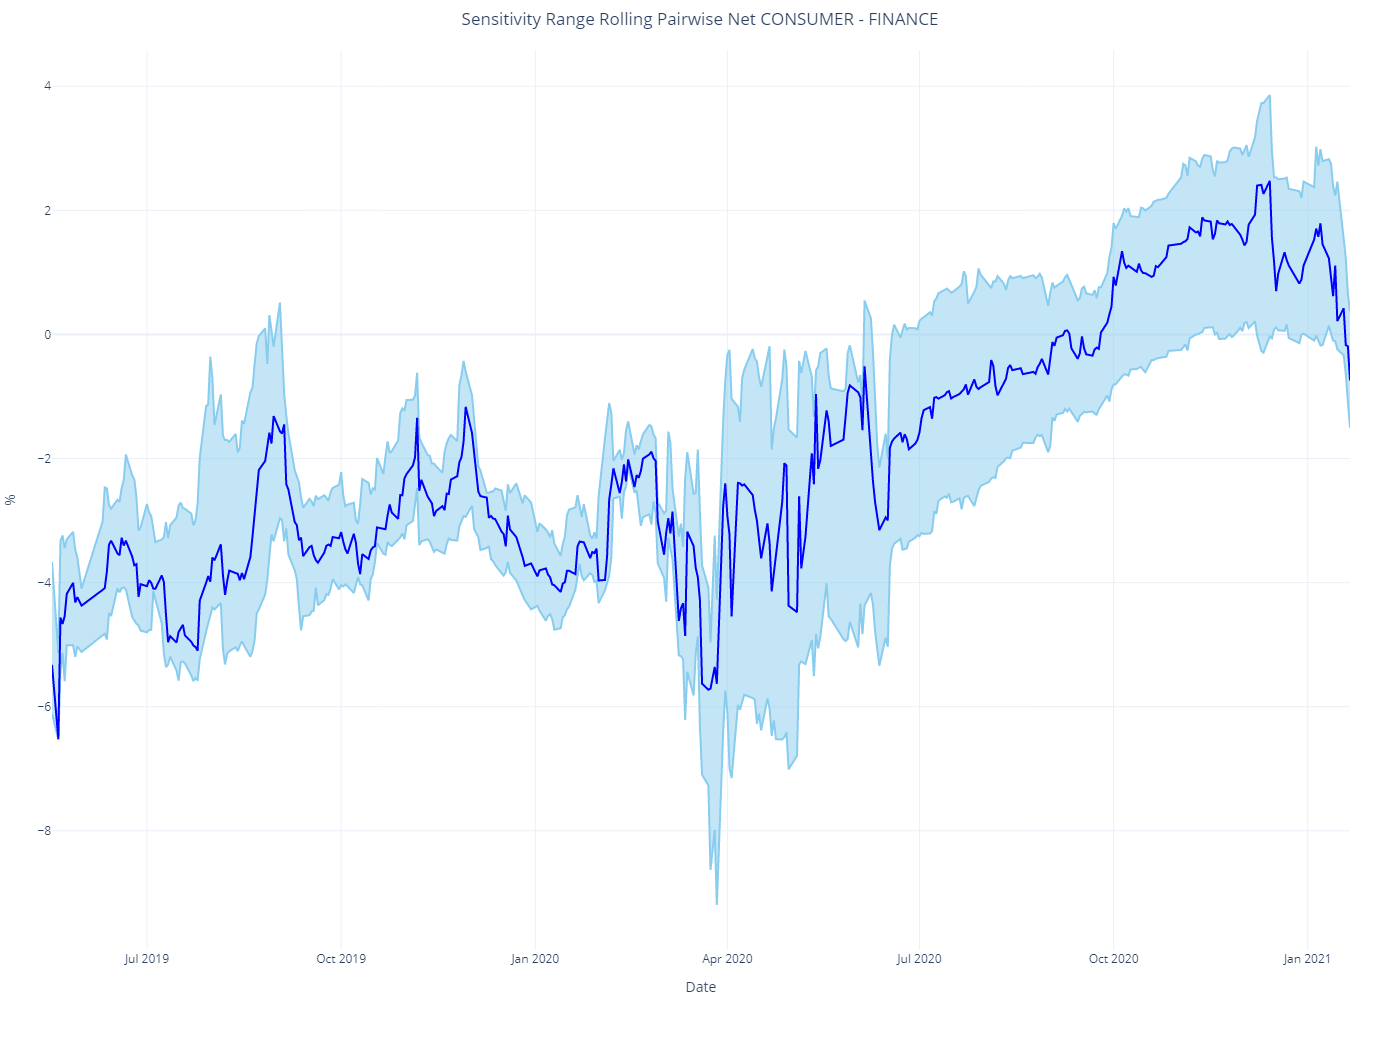 Sensitivity Range Rolling Pairwise Net CONSUMER - FINANCE
4
2
0
−2
−4
−6
−8
%
Jul 2019
Oct 2019
Jan 2020
Apr 2020
Jul 2020
Oct 2020
Jan 2021
Date